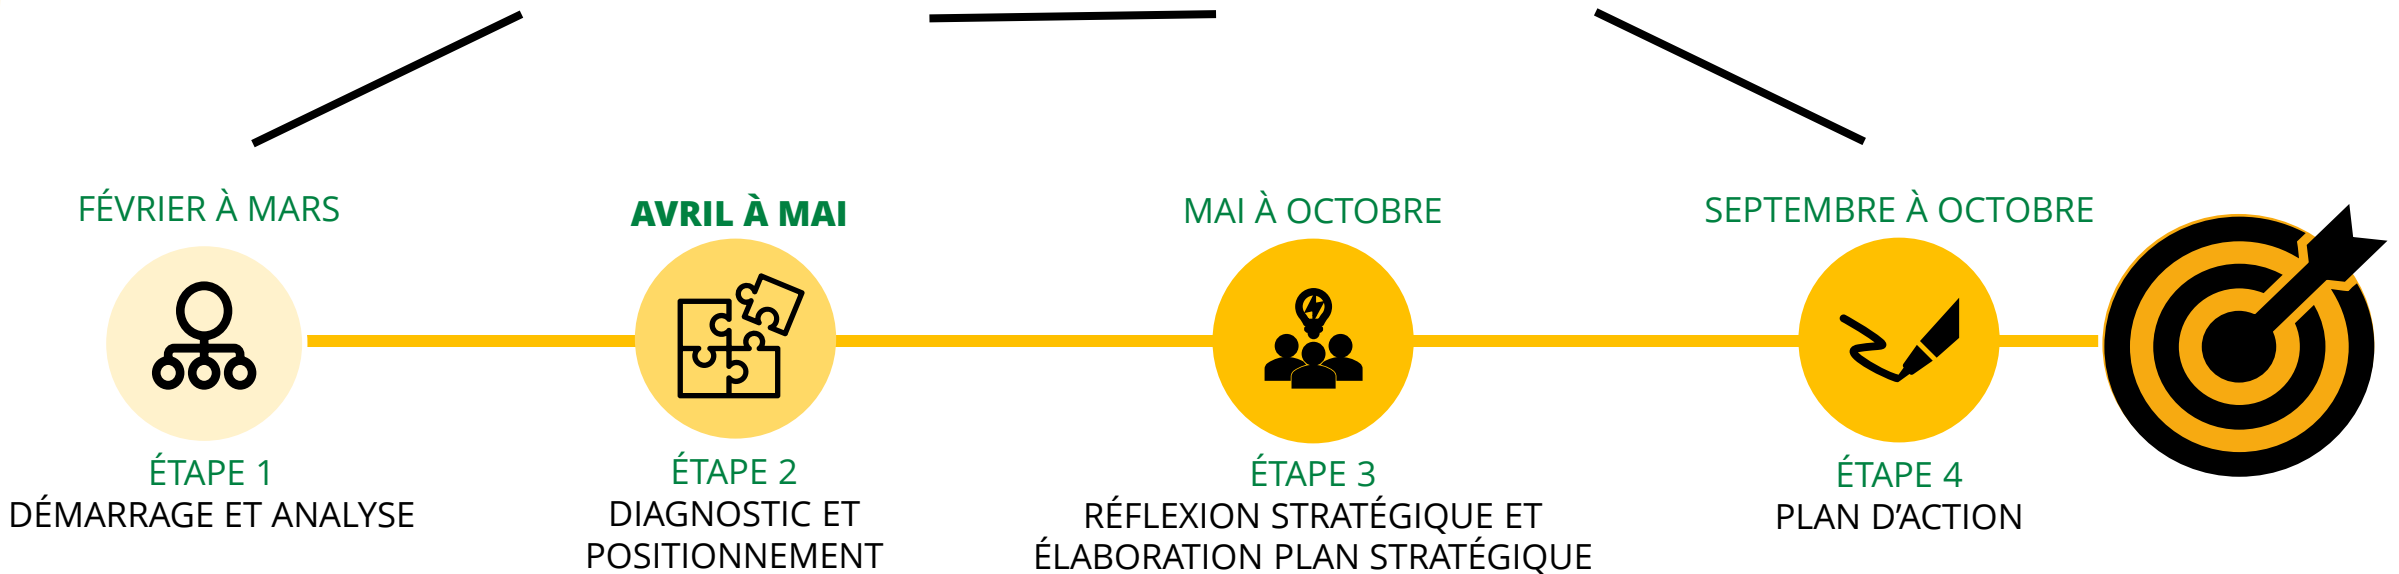 FÉVRIER À MARS
ÉTAPE 1
DÉMARRAGE ET ANALYSE
AVRIL À MAI
ÉTAPE 2
DIAGNOSTIC ET
POSITIONNEMENT
MAI À OCTOBRE
ÉTAPE 3
RÉFLEXION STRATÉGIQUE ET
ÉLABORATION PLAN STRATÉGIQUE
SEPTEMBRE À OCTOBRE
ÉTAPE 4
PLAN D’ACTION